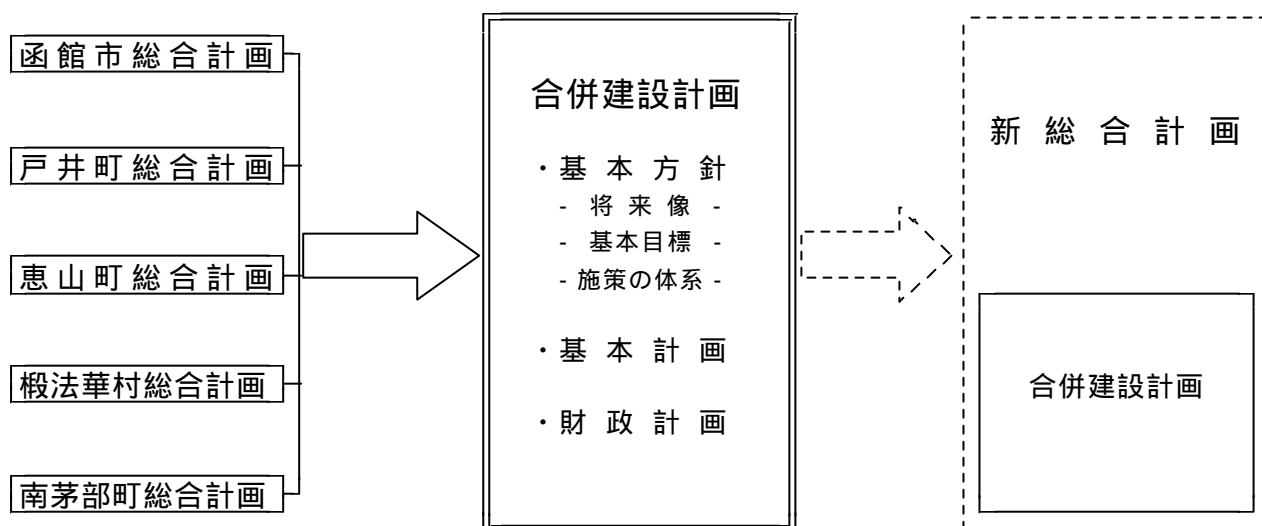 函館市総合計画
戸井町総合計画
恵山町総合計画
椴法華村総合計画
南茅部町総合計画
合併建設計画
・基本方針
- 将来像 -
- 基本目標 -
- 施策の体系 -
・基本計画
・財政計画
新総合計画
合併建設計画